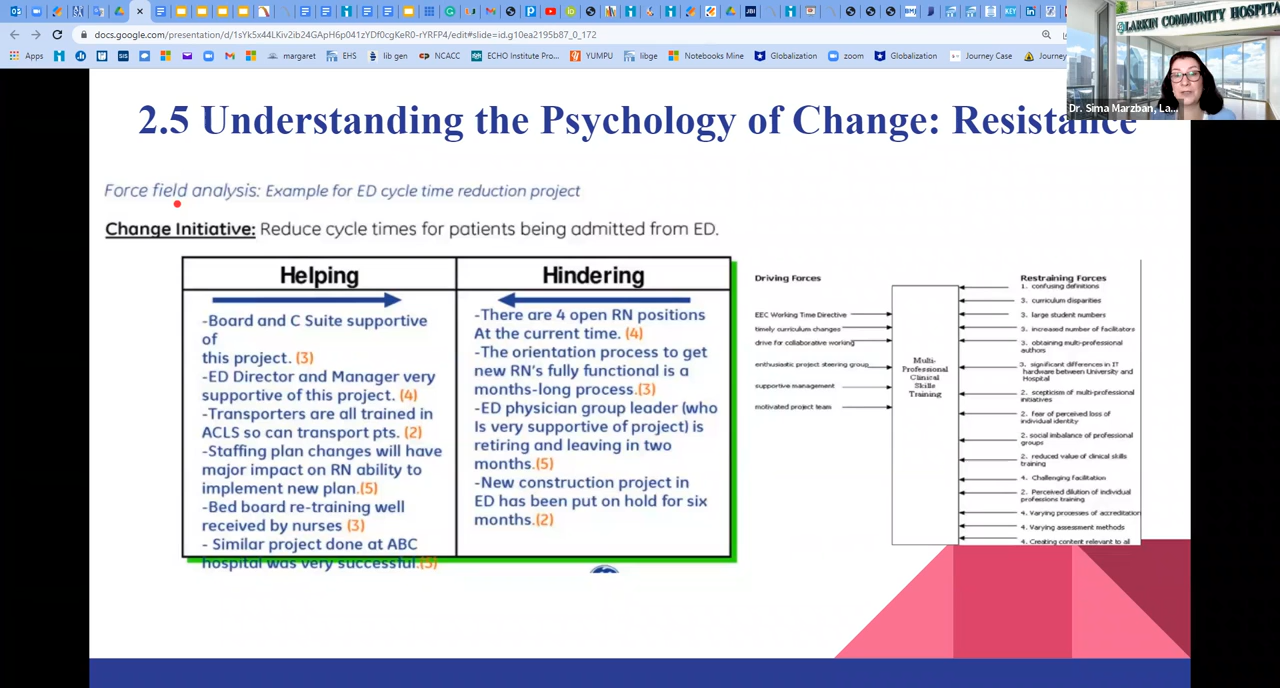 docs.google.com/presentation/d/1sYk5x44LKiv2ib24GApH6p041zYDf0cgKeR0-rWFFP4/edit#slide=id.g10ea2195b87_0_172
Apps
SIS
margaret
EHS
lib gen
NCACC
ECHO Institute Pro...
YUMPU
libge
Notebooks Mine
Globalization
zoom
Globalization
Journey Case
Journey
LARKIN COMMUNITY HOSPITA
Dr. Sima Marzban, La...
2.5 Understanding the Psychology of Change: Resistance
Force field analysis: Example for ED cycle time reduction project
Change Initiative: Reduce cycle times for patients being admitted from ED.
Helping
-Board and C Suite supportive
of
this project. (3)
-ED Director and Manager very
supportive of this project. (4)
-Transporters are all trained in
ACLS so can transport pts. (2)
-Staffing plan changes will have
major impact on RN ability to
implement new plan.(5)
-Bed board re-training well
received by nurses (3)
- Similar project done at ABC
hospital was very successful.(3)
Hindering
-There are 4 open RN positions
At the current time. (4)
-The orientation process to get
new RN's fully functional is a
months-long process.(3)
-ED physician group leader (who
Is very supportive of project) is
retiring and leaving in two
months.(5)
-New construction project in
ED has been put on hold for six
months.(2)
Driving Forces
EEC Working Time Directive
timely curriculum changes
drive for collaborative working
enthusiastic project steering group
supportive management
motivated project team
Multi-
Professional
Clinical
Skills
Training
Restraining Forces
1. confusing definitions
3. curriculum disparities
3. large student numbers
3. increased number of facilitators
3. obtaining multi-professional
authors
3. significant differences in IT
hardware between University and
Hospital
2. scepticism of multi-professional
initiatives
2. fear of perceived loss of
individual identity
2. social imbalance of professional
groups
2. reduced value of clinical skills
training
4. Challenging facilitation
2. Perceived dilution of individual
professions training
4. Varying processes of accreditation
4. Varying assessment methods
4. Creating content relevant to all